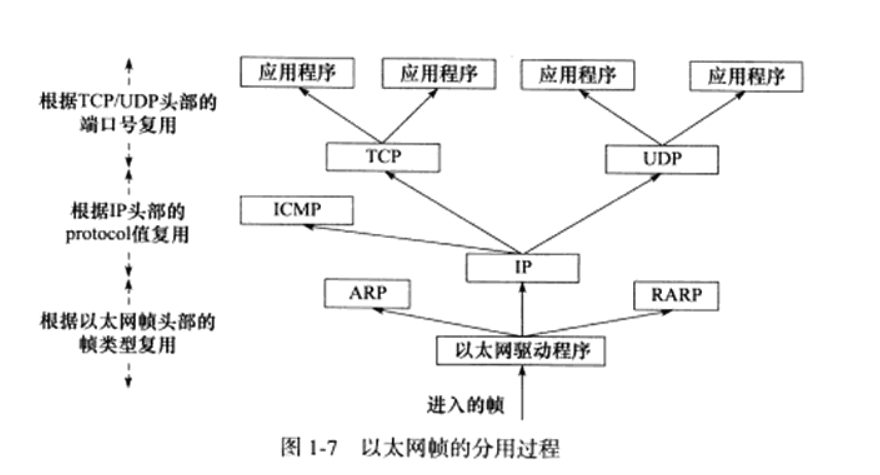 应用程序 应用程序 应用程序 应用程序
根据TCP/UDP头部的
端口号复用
TCP UDP
根据IP头部的
protocol值复用
ICMP
IP
ARP RARP
根据以太网帧头部的
帧类型复用
以太网驱动程序
进入的帧
图 1-7 以太网帧的分用过程